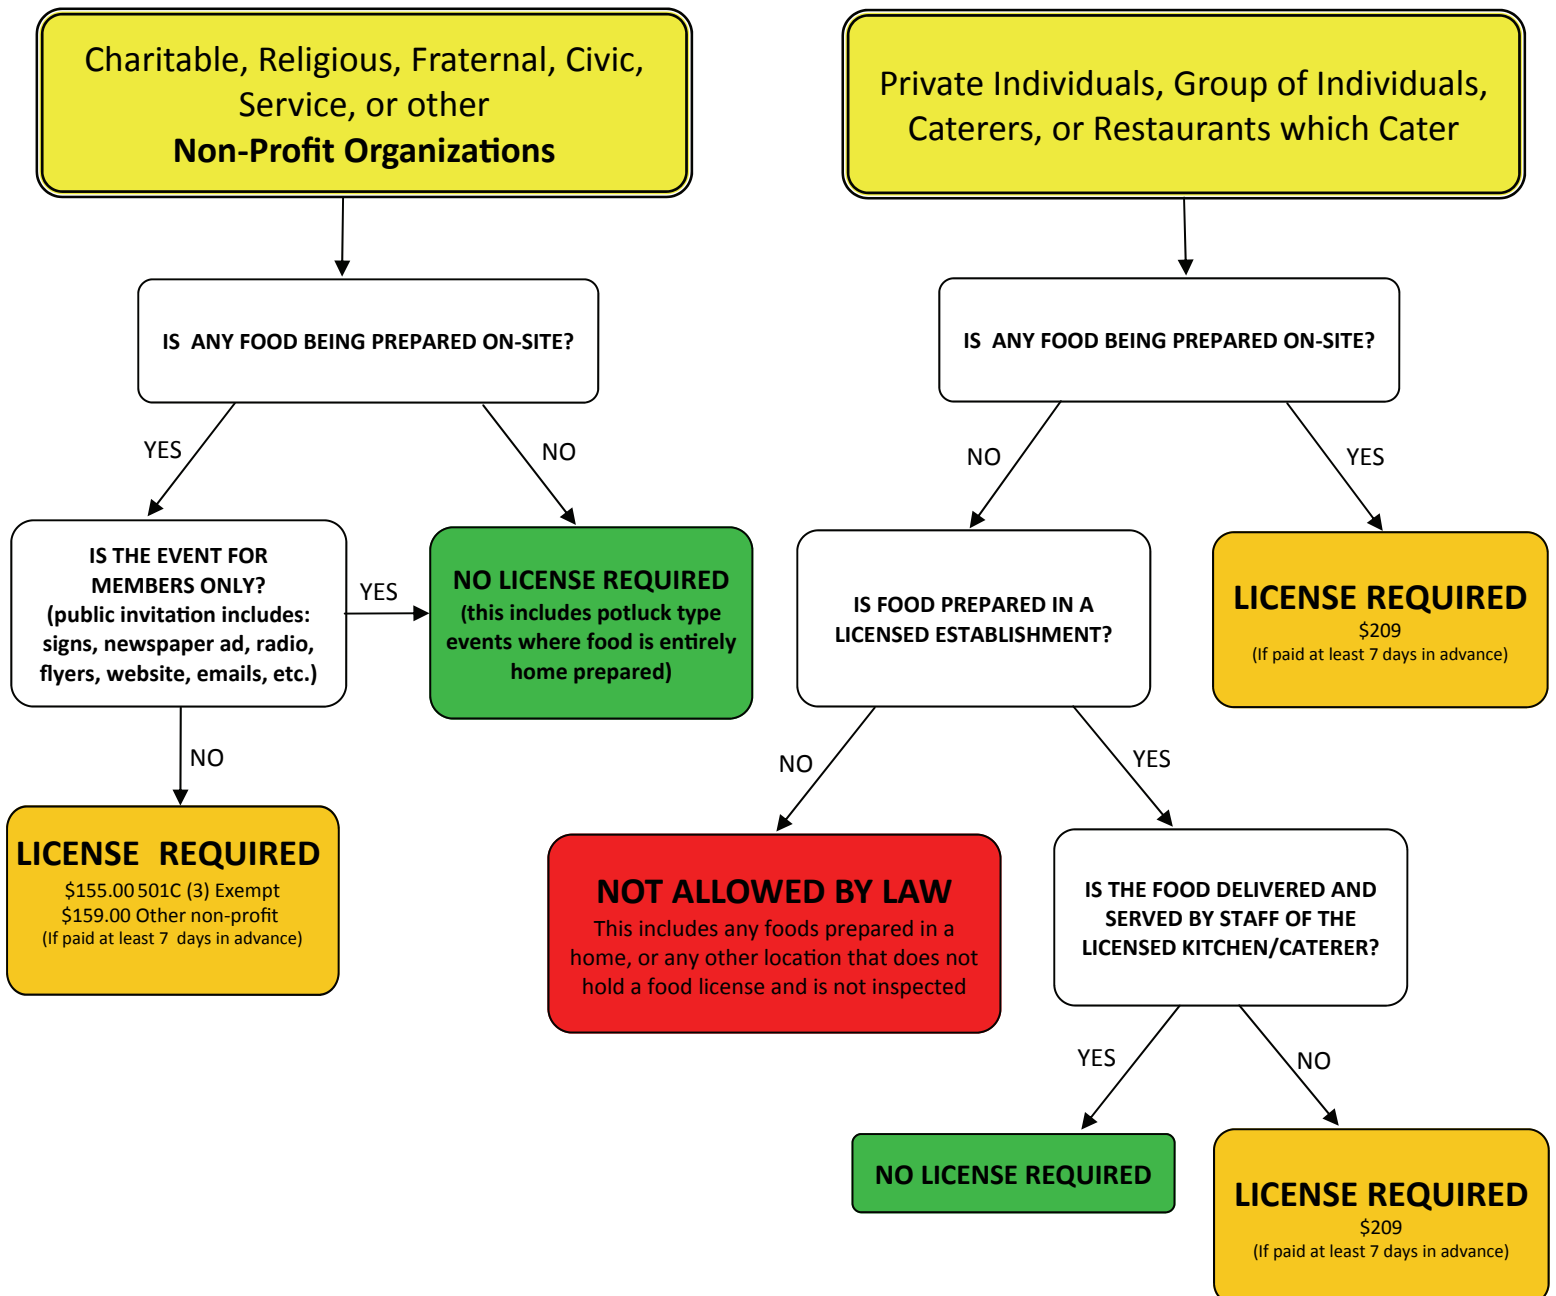 Charitable, Religious, Fraternal, Civic,
Service, or other
Non-Profit Organizations
IS ANY FOOD BEING PREPARED ON-SITE?
YES
NO
IS THE EVENT FOR
MEMBERS ONLY?
(public invitation includes:
signs, newspaper ad, radio,
flyers, website, emails, etc.)
YES
NO LICENSE REQUIRED
(this includes potluck type
events where food is entirely
home prepared)
NO
LICENSE REQUIRED
$155.00 501C (3) Exempt
$159.00 Other non-profit
(If paid at least 7 days in advance)
Private Individuals, Group of Individuals,
Caterers, or Restaurants which Cater
IS ANY FOOD BEING PREPARED ON-SITE?
NO
YES
IS FOOD PREPARED IN A
LICENSED ESTABLISHMENT?
LICENSE REQUIRED
$209
(If paid at least 7 days in advance)
NO
YES
NOT ALLOWED BY LAW
This includes any foods prepared in a
home, or any other location that does not
hold a food license and is not inspected
IS THE FOOD DELIVERED AND
SERVED BY STAFF OF THE
LICENSED KITCHEN/CATERER?
YES
NO
NO LICENSE REQUIRED
LICENSE REQUIRED
$209
(If paid at least 7 days in advance)